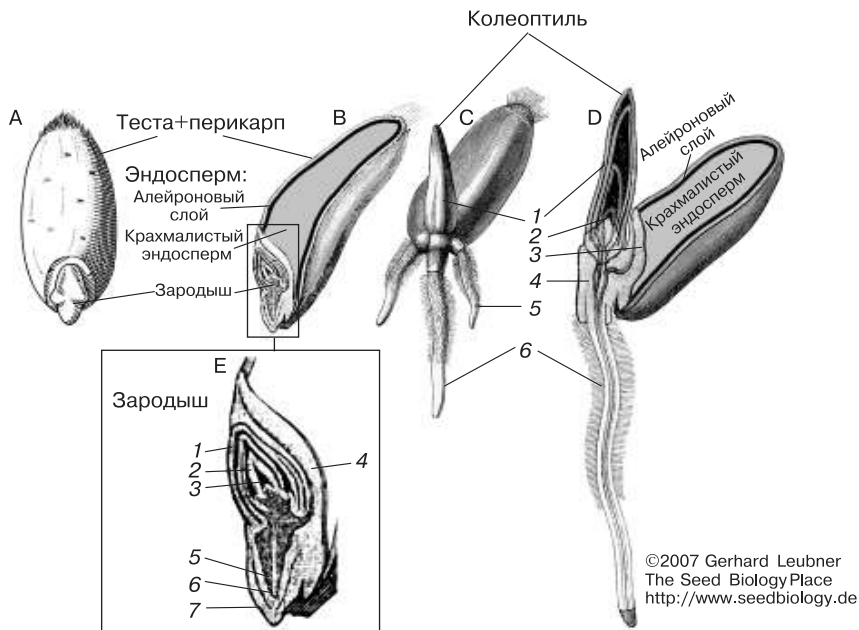 Колеоптиль
A
B
C
D
Теста+перикарп
Эндосперм:
Алейроновый
слой
Крахмалистый
эндосперм
Зародыш
Алейроновый
слой
Крахмалистый
эндосперм
1
2
3
4
5
6
E
Зародыш
1
2
3
4
5
6
7
©2007 Gerhard Leubner
The Seed Biology Place
http://www.seedbiology.de